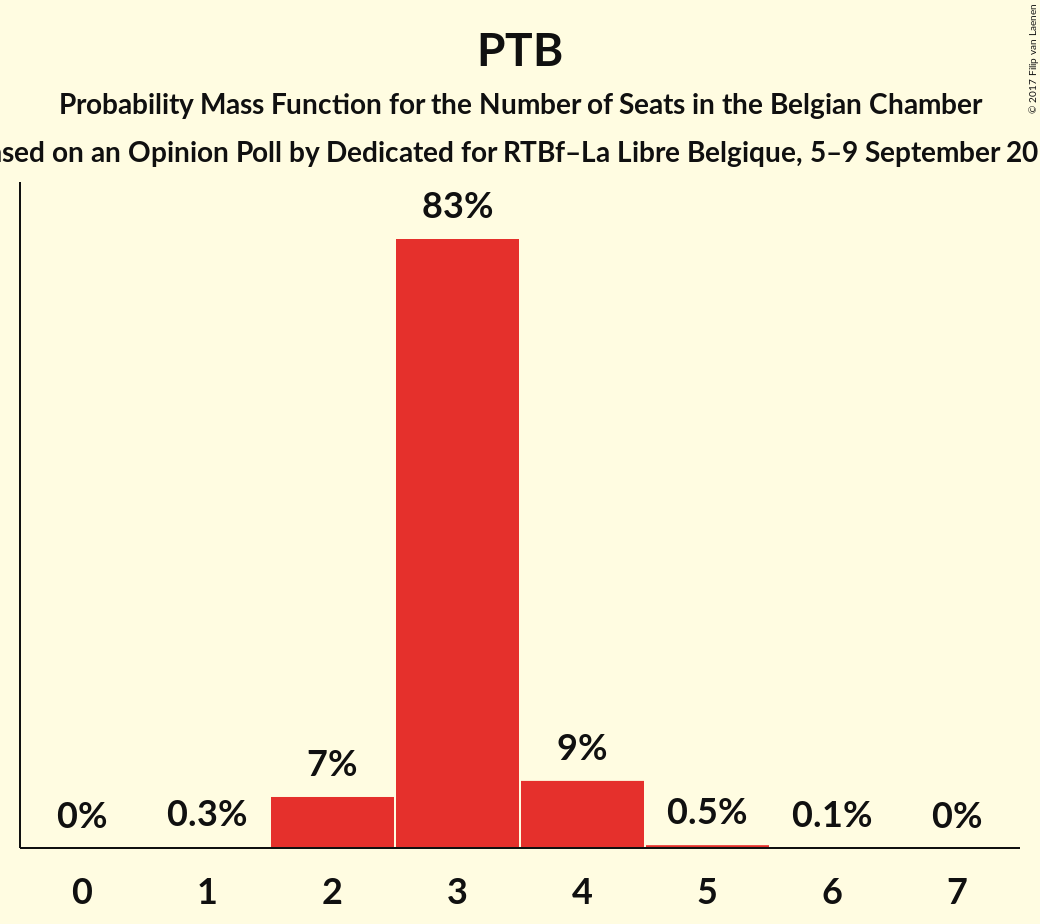 PTB
Probability Mass Function for the Number of Seats in the Belgian Chamber
on an Opinion Poll by Dedicated for RTBf–La Libre Belgique, 5–9 September
83%
9%
7%
0%
0.3%
0.5%
0.1%
0%
0 1 2 3 4 5 6 7
© 2017 Filip van Laenen